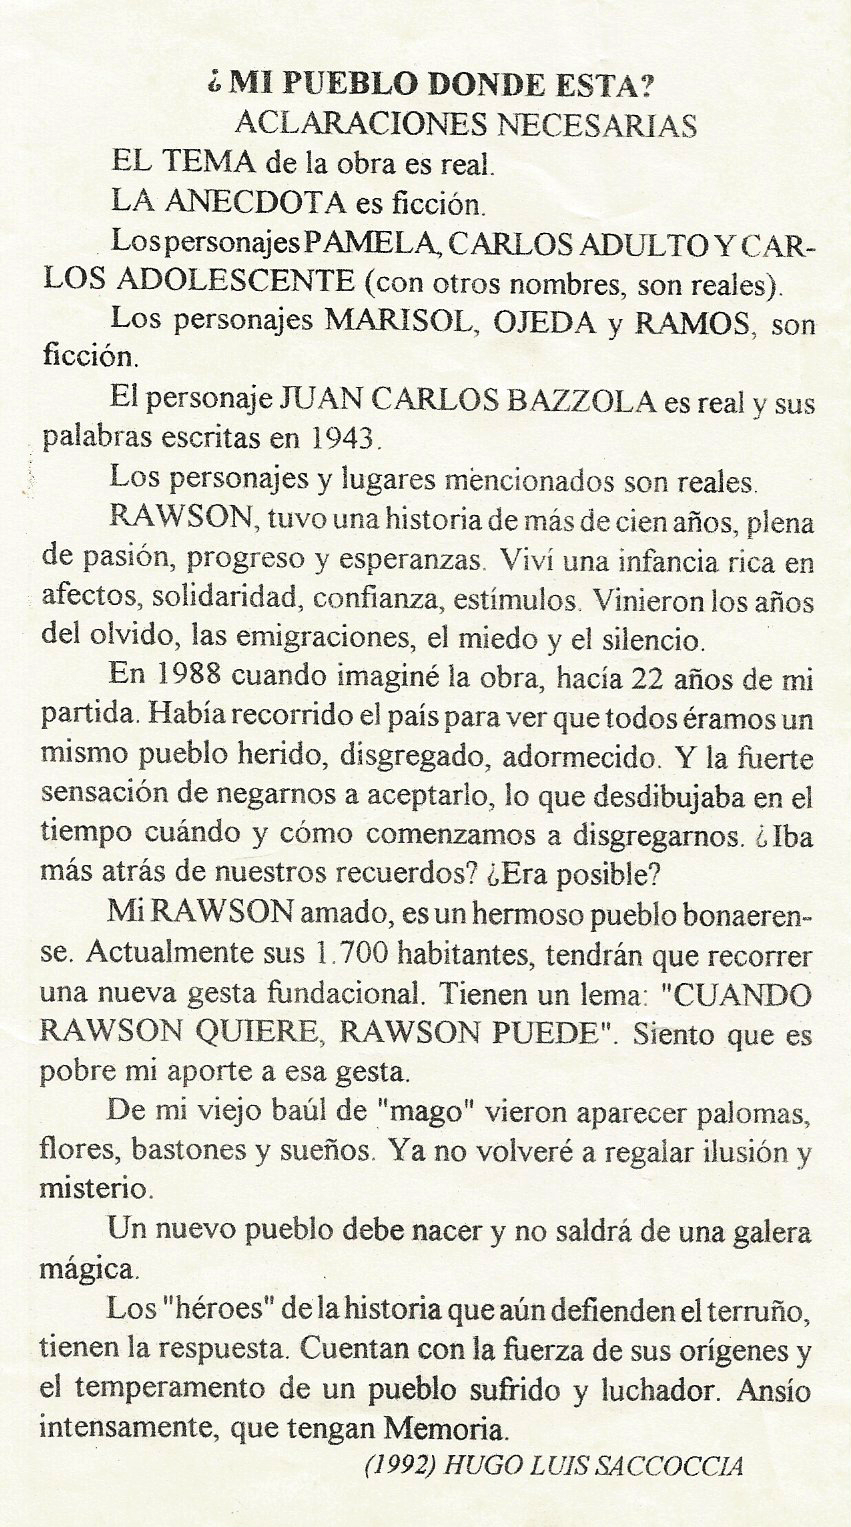 ¿ MI PUEBLO DONDE ESTA?
ACLARACIONES NECESARIAS
EL TEMA de la obra es real.
LA ANECDOTA es ficción.
Los personajes PAMELA, CARLOS ADULTO Y CAR-
LOS ADOLESCENTE (con otros nombres, son reales).
Los personajes MARISOL, OJEDA y RAMOS, son
ficción.
El personaje JUAN CARLOS BAZZOLA es real y sus
palabras escritas en 1943.
Los personajes y lugares mencionados son reales.
RAWSON, tuvo una historia de más de cien años, plena
de pasión, progreso y esperanzas. Viví una infancia rica en
afectos, solidaridad, confianza, estímulos. Vinieron los años
del olvido, las emigraciones, el miedo y el silencio.
En 1988 cuando imaginé la obra, hacía 22 años de mi
partida. Había recorrido el país para ver que todos éramos un
mismo pueblo herido, disgregado, adormecido. Y la fuerte
sensación de negarnos a aceptarlo, lo que desdibujaba en el
tiempo cuándo y cómo comenzamos a disgregarnos. ¿Iba
más atrás de nuestros recuerdos? ¿Era posible?
Mi RAWSON amado, es un hermoso pueblo bonaeren-
se. Actualmente sus 1.700 habitantes, tendrán que recorrer
una nueva gesta fundacional. Tienen un lema: "CUANDO
RAWSON QUIERE, RAWSON PUEDE". Siento que es
pobre mi aporte a esa gesta.
De mi viejo baúl de "mago" vieron aparecer palomas,
flores, bastones y sueños. Ya no volveré a regalar ilusión y
misterio.
Un nuevo pueblo debe nacer y no saldrá de una galera
mágica.
Los "héroes" de la historia que aún defienden el terruño,
tienen la respuesta. Cuentan con la fuerza de sus orígenes y
el temperamento de un pueblo sufrido y luchador. Ansío
intensamente, que tengan Memoria.
(1992) HUGO LUIS SACCOCCIA